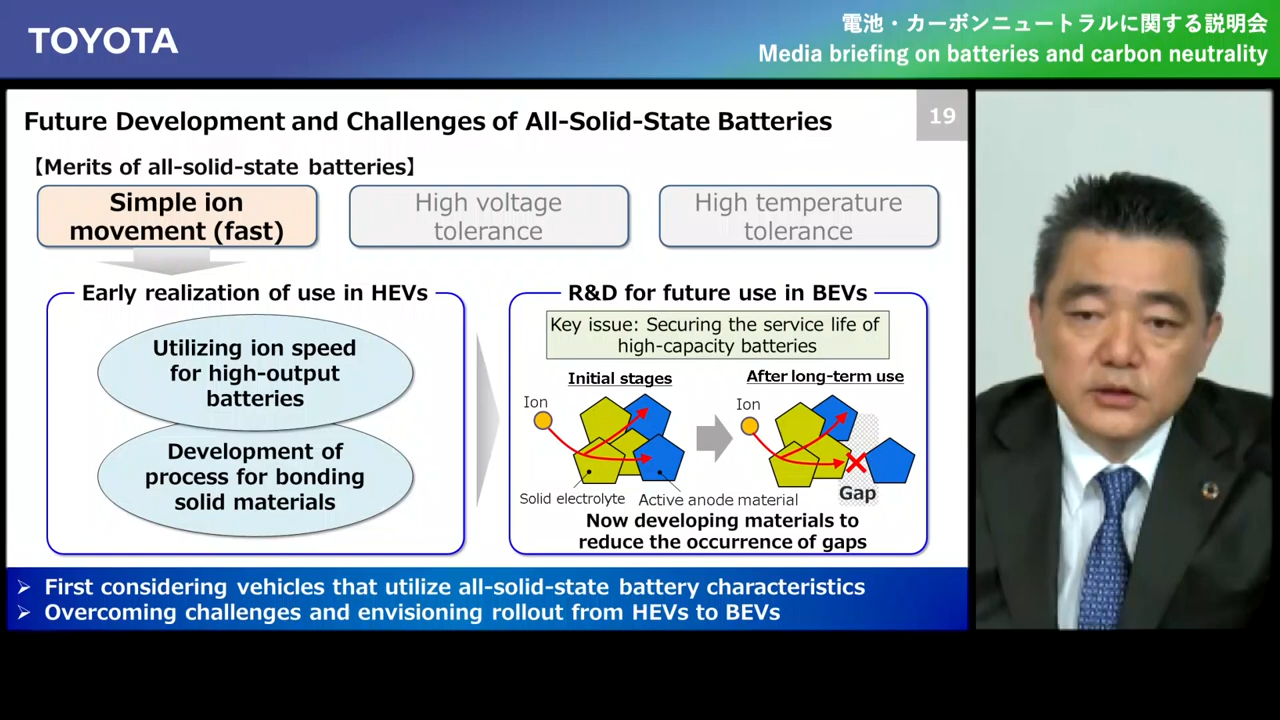 TOYOTA
電池・カーボンニュートラルに関する説明会
Media briefing on batteries and carbon neutrality
Future Development and Challenges of All-Solid-State Batteries
19
【Merits of all-solid-state batteries】
Simple ion
movement (fast)
High voltage
tolerance
High temperature
tolerance
Early realization of use in HEVs
Utilizing ion speed
for high-output
batteries
Development of
process for bonding
solid materials
R&D for future use in BEVs
Key issue: Securing the service life of
high-capacity batteries
Initial stages
After long-term use
Ion
Ion
Solid electrolyte
Active anode material
Gap
Now developing materials to
reduce the occurrence of gaps
➢ First considering vehicles that utilize all-solid-state battery characteristics
➢ Overcoming challenges and envisioning rollout from HEVs to BEVs